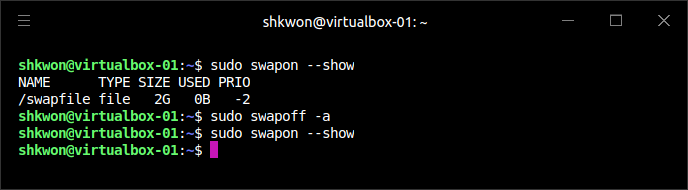 shkwon@virtualbox-01: ~
shkwon@virtualbox-01:~$ sudo swapon --show
NAME      TYPE SIZE USED PRIO
/swapfile file   2G   0B   -2
shkwon@virtualbox-01:~$ sudo swapoff -a
shkwon@virtualbox-01:~$ sudo swapon --show
shkwon@virtualbox-01:~$